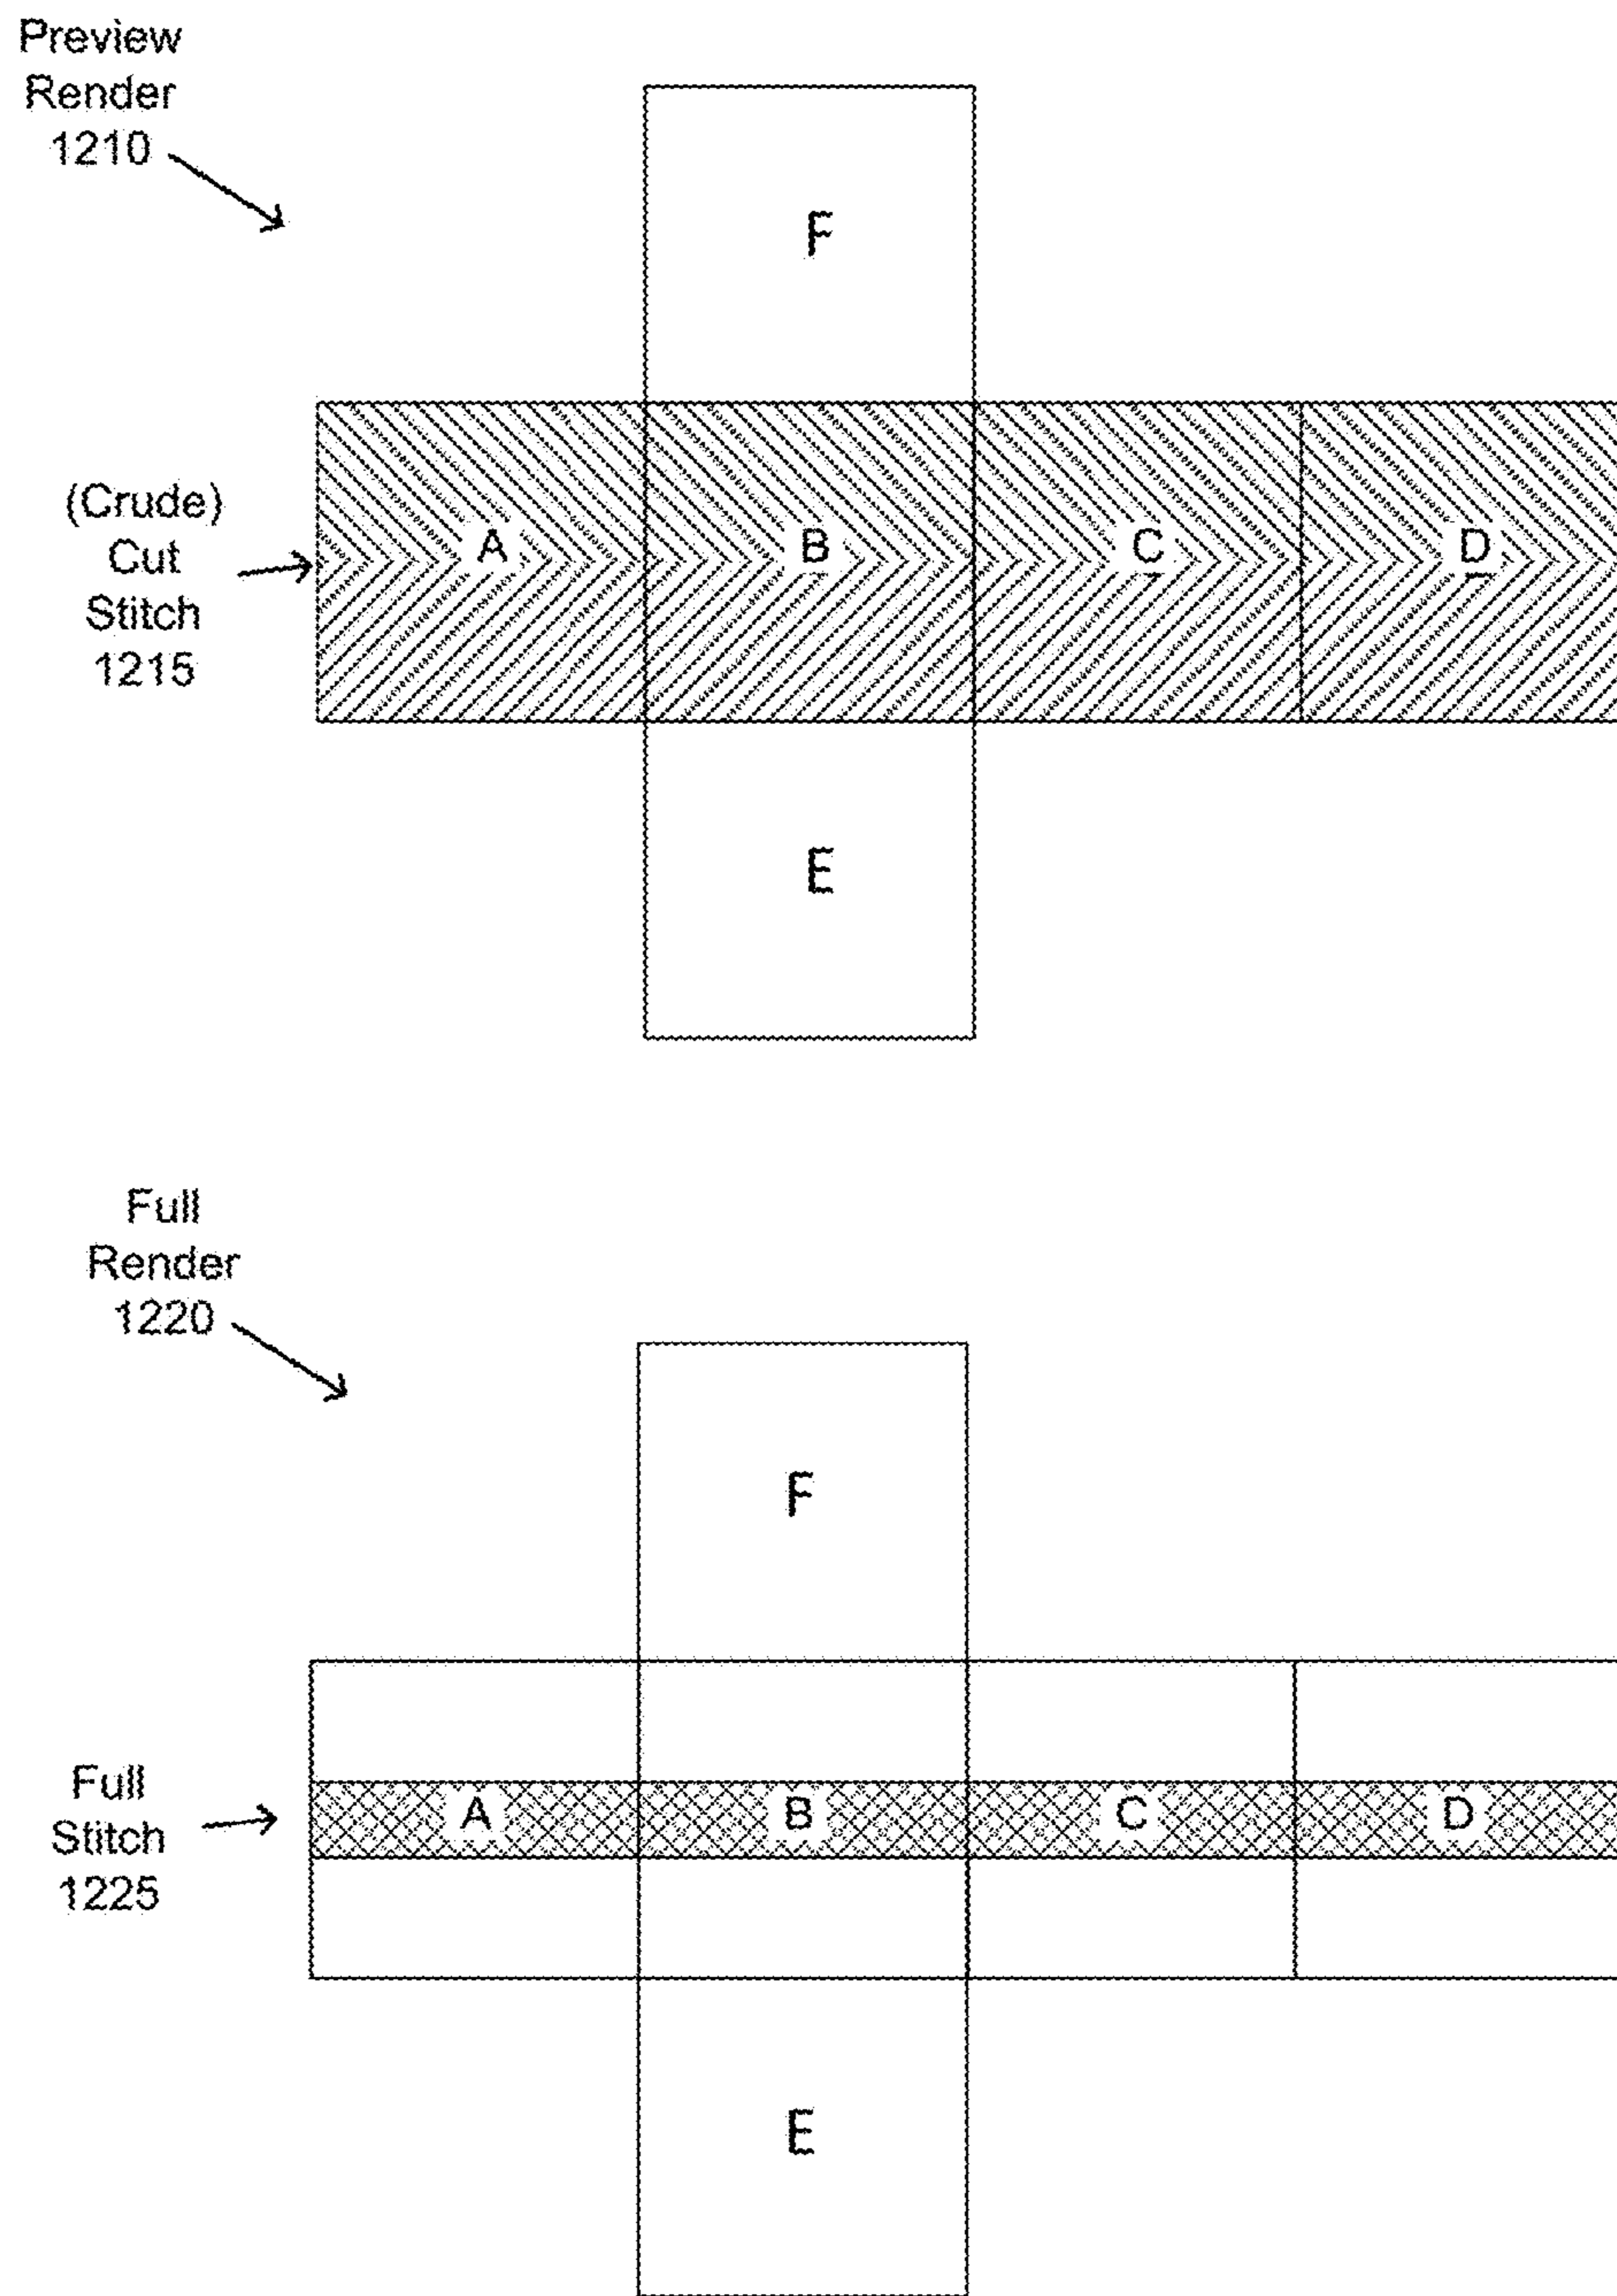 Preview
Render
1210
F
(Crude)
Cut
Stitch
1215
A B C D
E
Full
Render
1220
F
Full
Stitch
1225
A B C D
E